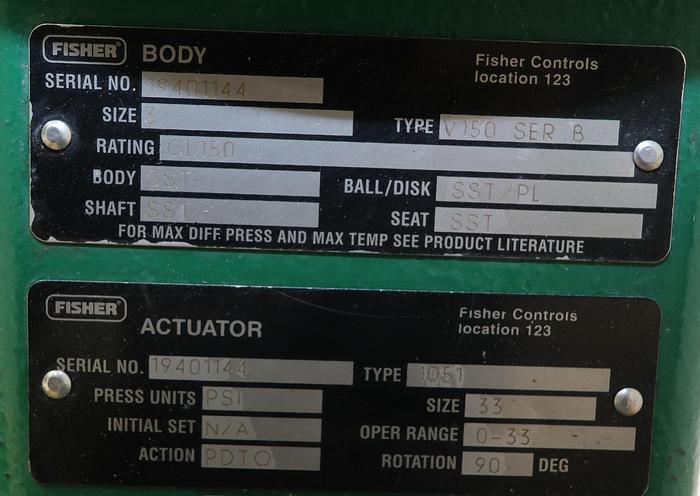 FISHER BODY
Fisher Controls
location 123
SERIAL NO. 19401144
SIZE 3 TYPE V150 SER B
RATING CL150
BODY SST BALL/DISK SST/PL
SHAFT SST SEAT SST
FOR MAX DIFF PRESS AND MAX TEMP SEE PRODUCT LITERATURE
FISHER ACTUATOR
Fisher Controls
location 123
SERIAL NO. 19401144 TYPE 1051
PRESS UNITS PSI SIZE 33
INITIAL SET N/A OPER RANGE 0-33
ACTION PDTO ROTATION 90 DEG